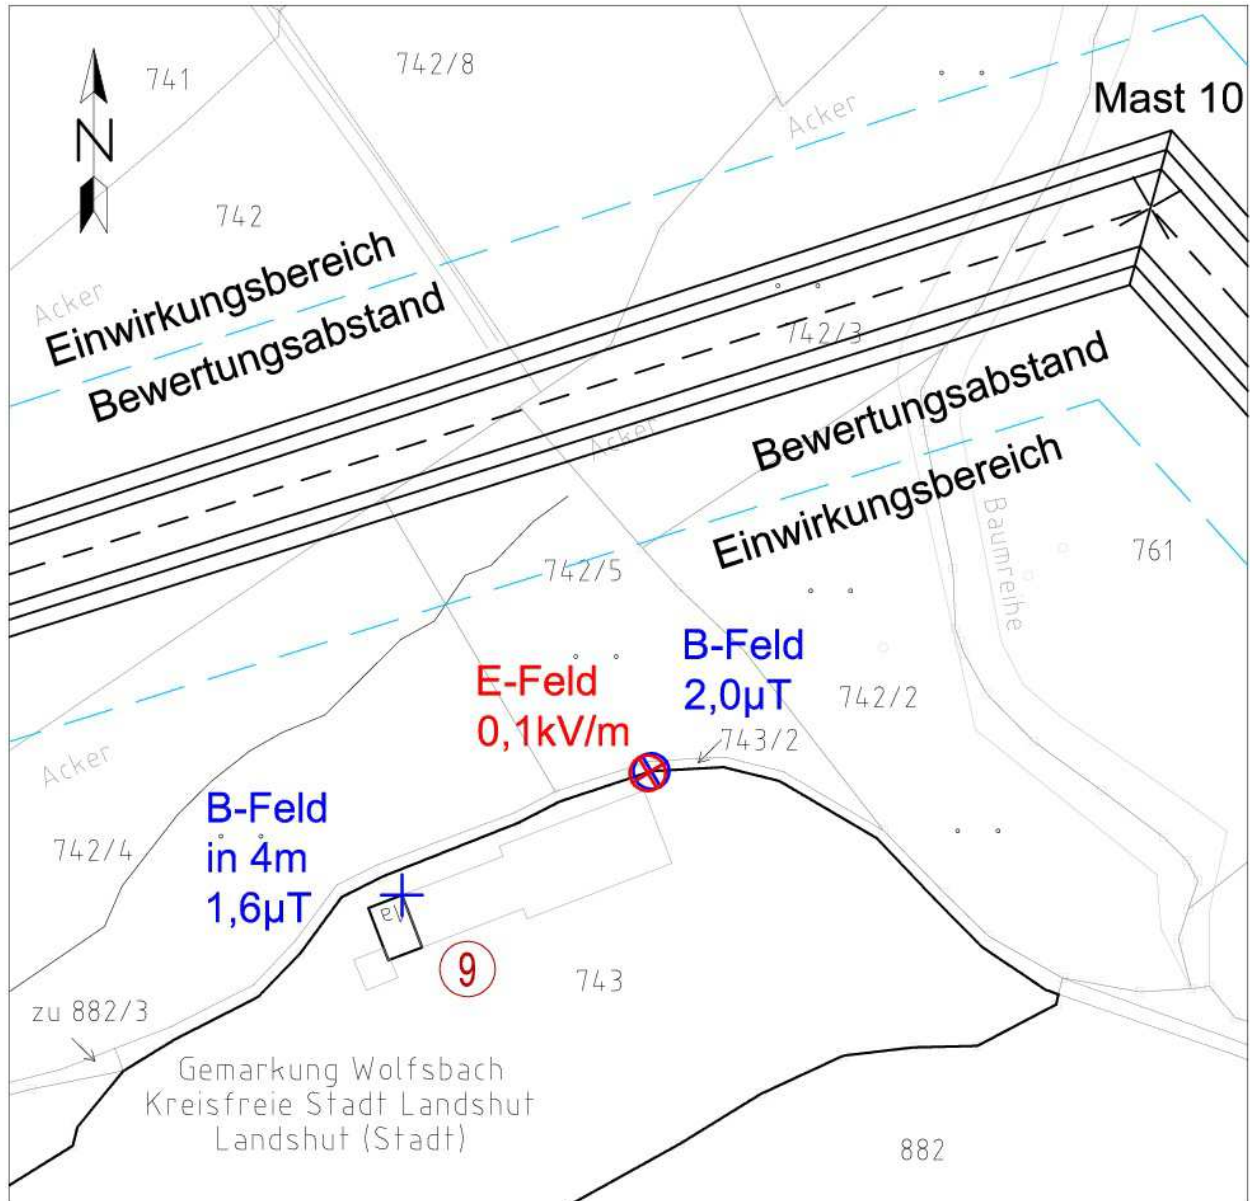 741
742/8
Mast 10
N
Acker
742
Acker
Einwirkungsbereich
Bewertungsabstand
742/3
Acker
Bewertungsabstand
Einwirkungsbereich
Baumreihe
761
742/5
B-Feld
2,0µT
E-Feld
0,1kV/m
742/2
743/2
Acker
B-Feld
in 4m
1,6µT
742/4
9
743
zu 882/3
Gemarkung Wolfsbach
Kreisfreie Stadt Landshut
Landshut (Stadt)
882